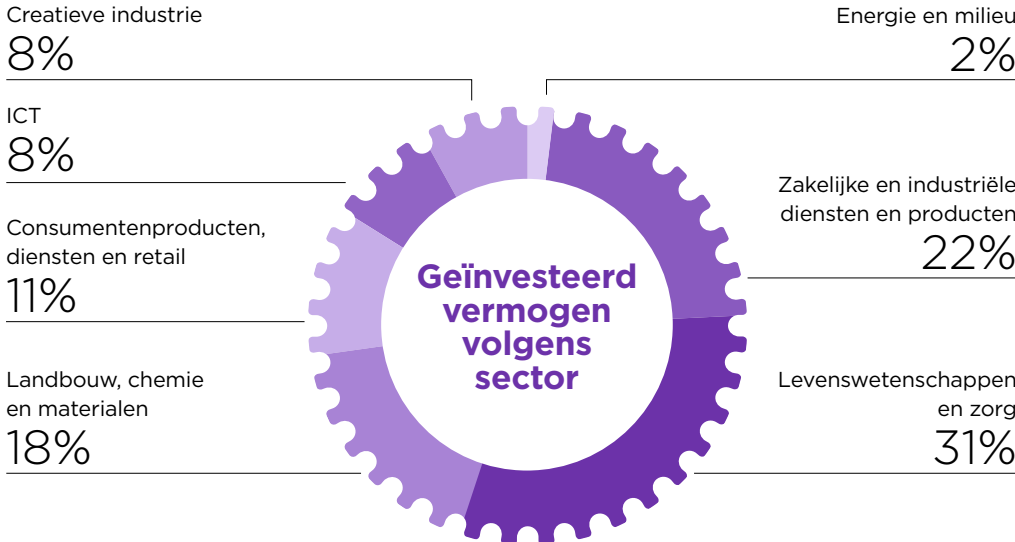 Creatieve industrie
8%
ICT
8%
Consumentenproducten,
diensten en retail
11%
Landbouw, chemie
en materialen
18%
Geïnvesteerd
vermogen
volgens
sector
Energie en milieu
2%
Zakelijke en industriële
diensten en producten
22%
Levenswetenschappen
en zorg
31%